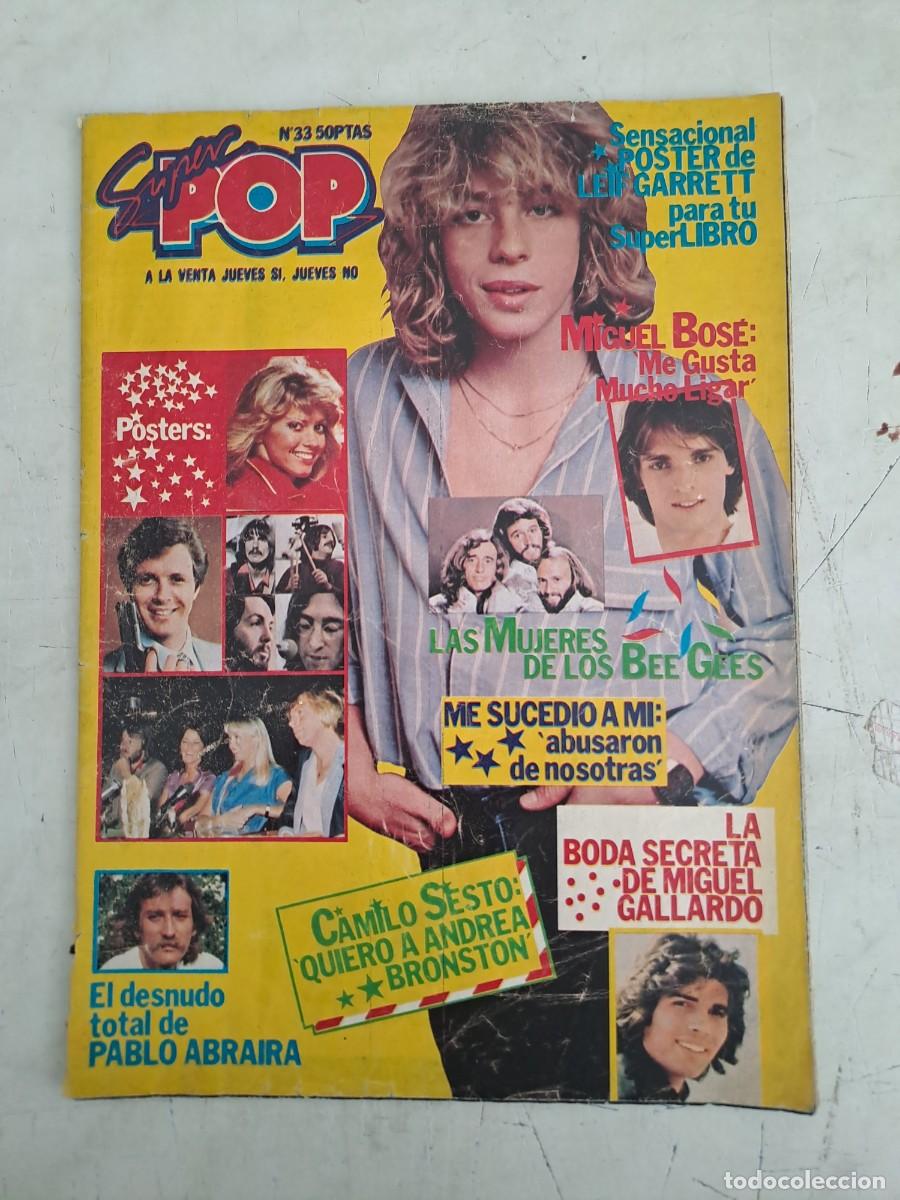 Super
POP
Nº33 50PTAS
A LA VENTA JUEVES SI, JUEVES NO
Sensacional
POSTER de
LEIF GARRETT
para tu
SuperLIBRO
MIGUEL BOSÉ:
Me Gusta
Mucho Ligar'
Posters:
LAS MUJERES
DE LOS BEE GEES
ME SUCEDIO A MI:
'abusaron
de nosotras'
LA
BODA SECRETA
DE MIGUEL
GALLARDO
CAMILO SESTO:
'QUIERO A ANDREA
BRONSTON'
El desnudo
total de
PABLO ABRAIRA
todocoleccion